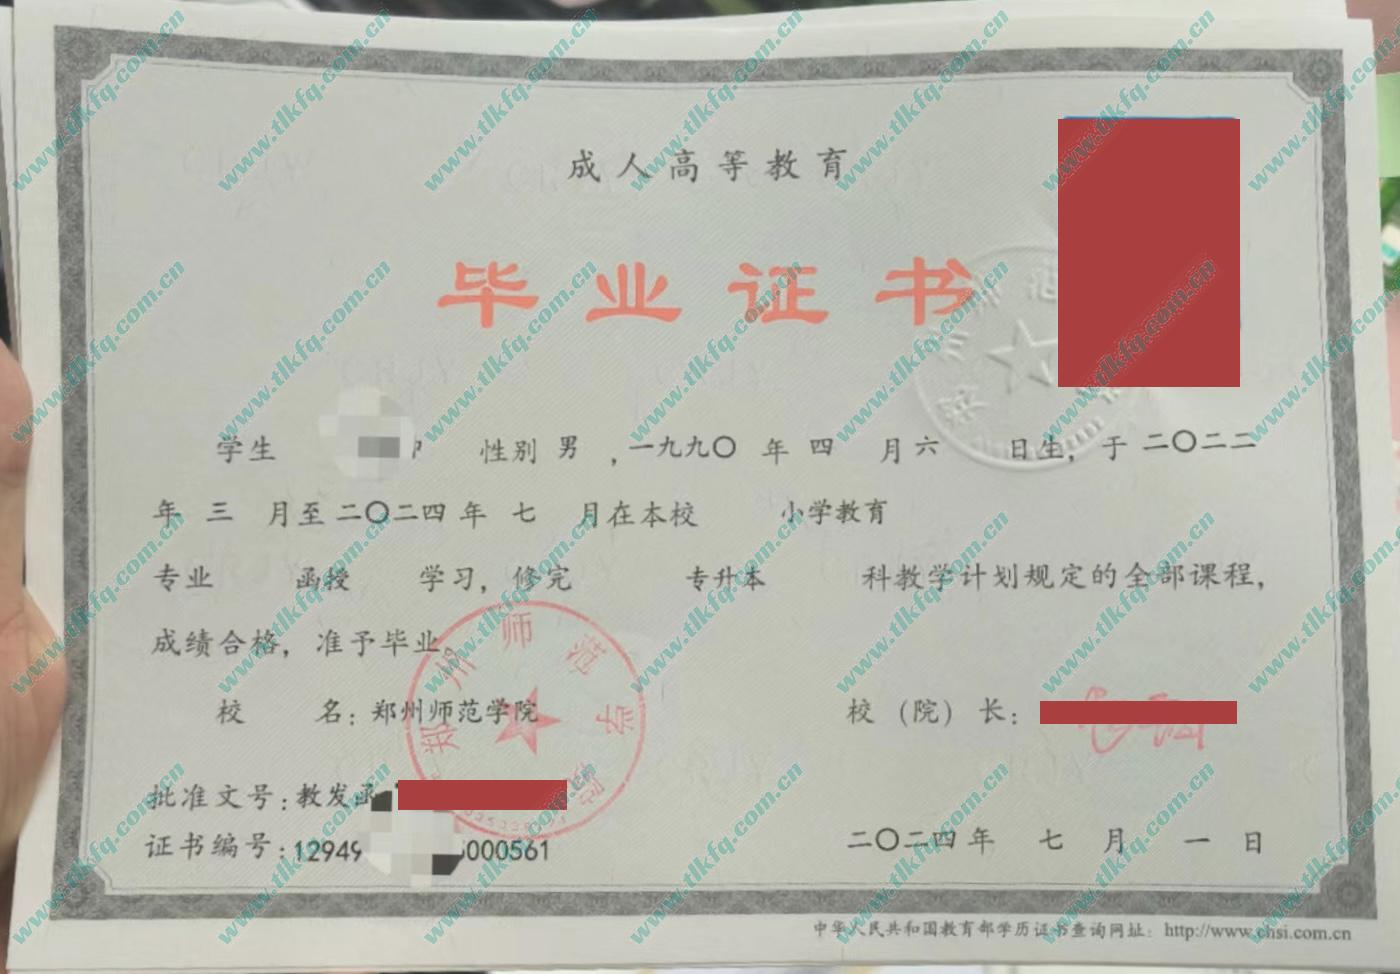 成人高等教育
毕业证书
学生 性别 男 ,一九九〇 年 四 月 六 日生, 于 二〇二二
年 三 月至 二〇二四 年 七 月在本校 小学教育
专业 函授 学习, 修完 专升本 科教学计划规定的全部课程,
成绩合格, 准予毕业。
校 名: 郑州师范学院 校 (院) 长:
郑州师范学院
批准文号: 教发函
证书编号: 12949 000561 二〇二四 年 七 月 一 日
中华人民共和国教育部学历证书查询网址: http://www.chsi.com.cn
www.tlkfq.com.cn